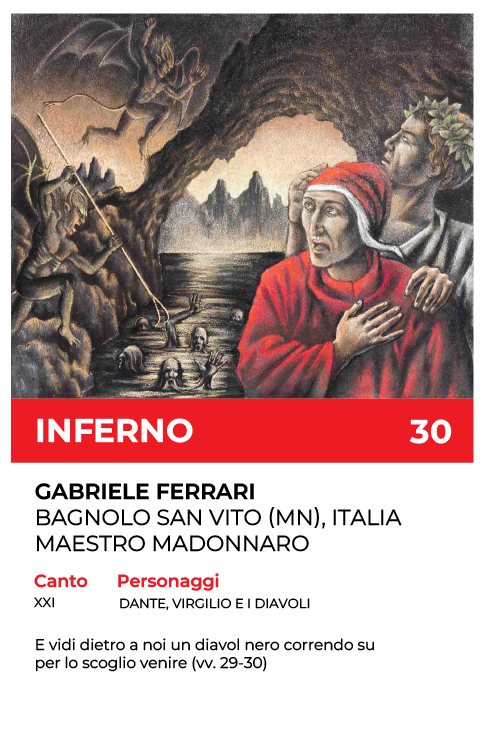 INFERNO 30
GABRIELE FERRARI
BAGNOLO SAN VITO (MN), ITALIA
MAESTRO MADONNARO
Canto Personaggi
XXI DANTE, VIRGILIO E I DIAVOLI
E vidi dietro a noi un diavol nero correndo su
per lo scoglio venire (vv. 29-30)